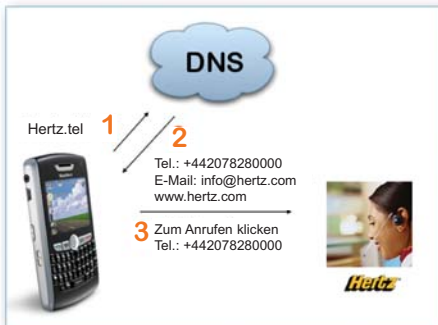 DNS
Hertz.tel
1
2
Tel.: +442078280000
E-Mail: info@hertz.com
www.hertz.com
3
Zum Anrufen klicken
Tel.: +442078280000
Hertz